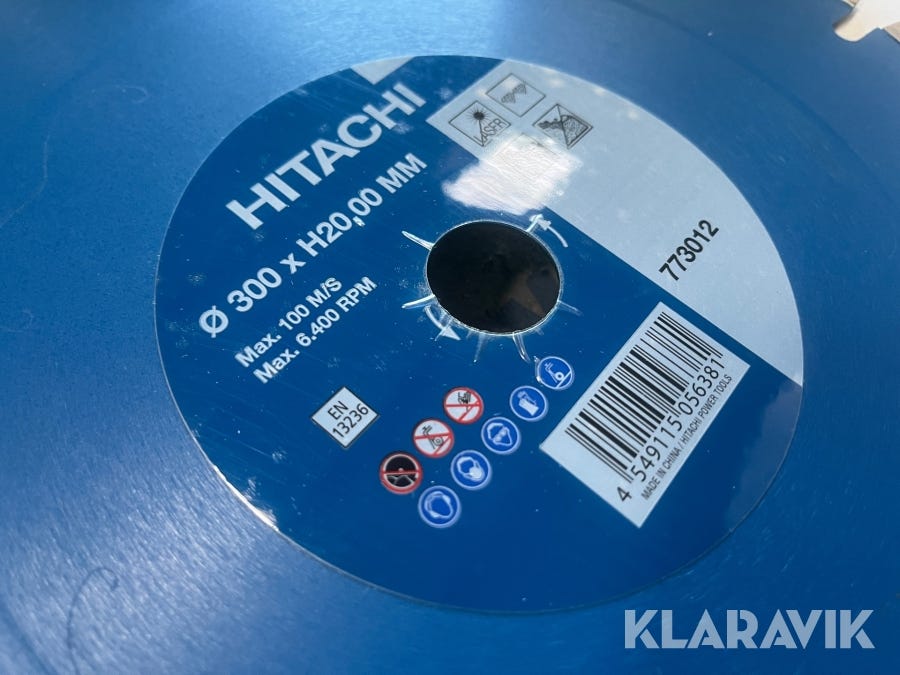 HITACHI
Ø 300 x H20,00 MM
Max. 100 M/S
Max. 6.400 RPM
LASER
773012
EN
13236
4 549115 056381
MADE IN CHINA / HITACHI POWER TOOLS
KLARAVIK